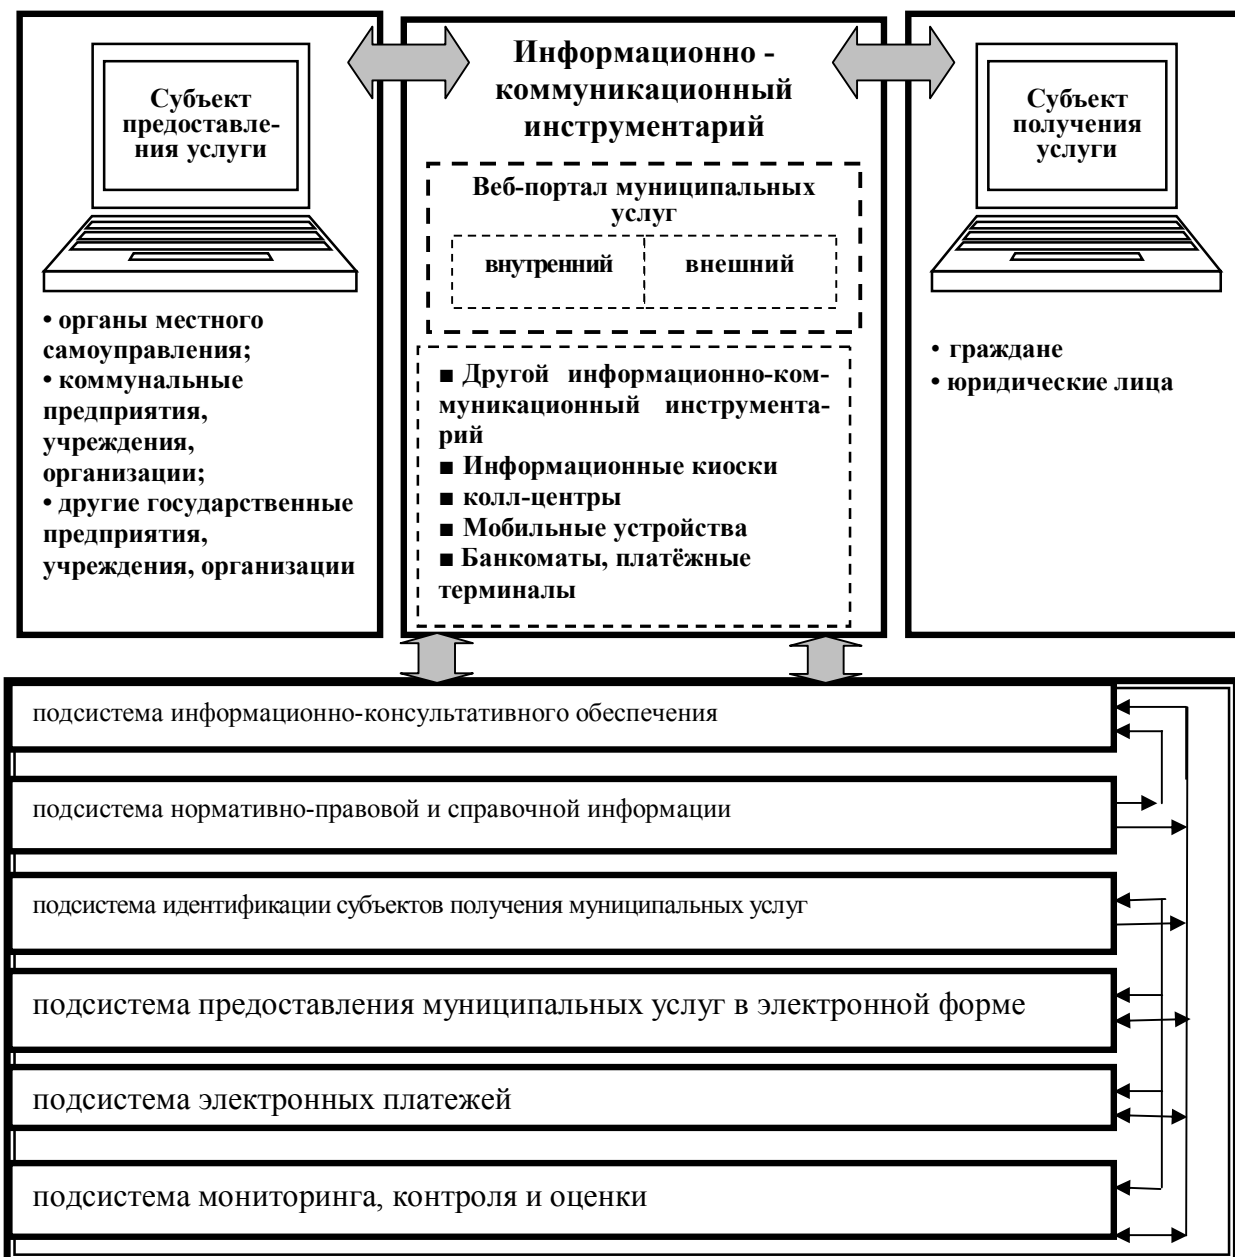 Субъект
предоставле-
ния услуги
• органы местного
самоуправления;
• коммунальные
предприятия,
учреждения,
организации;
• другие государственные
предприятия,
учреждения, организации
Информационно -
коммуникационный
инструментарий
Веб-портал муниципальных
услуг
внутренний
внешний
■ Другой информационно-ком-
муникационный инструмента-
рий
■ Информационные киоски
■ колл-центры
■ Мобильные устройства
■ Банкоматы, платёжные
терминалы
Субъект
получения
услуги
• граждане
• юридические лица
подсистема информационно-консультативного обеспечения
подсистема нормативно-правовой и справочной информации
подсистема идентификации субъектов получения муниципальных услуг
подсистема предоставления муниципальных услуг в электронной форме
подсистема электронных платежей
подсистема мониторинга, контроля и оценки